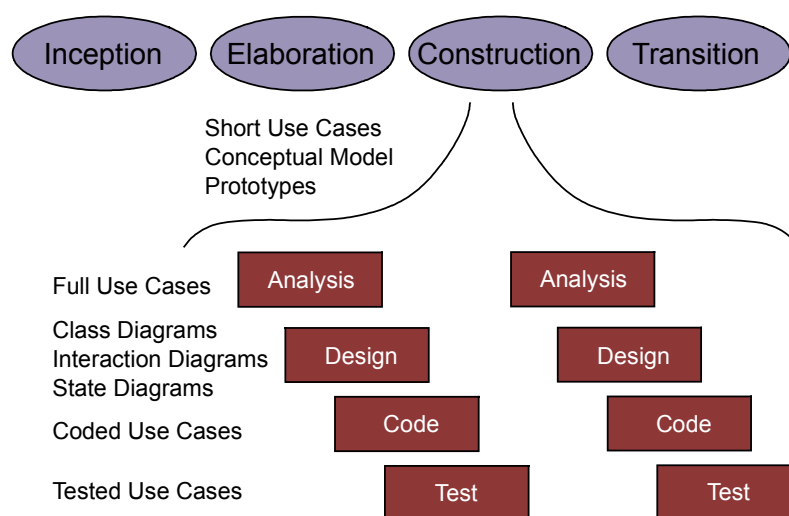 Inception
Elaboration
Construction
Transition
Short Use Cases
Conceptual Model
Prototypes
Full Use Cases
Analysis
Analysis
Class Diagrams
Interaction Diagrams
State Diagrams
Design
Design
Coded Use Cases
Code
Code
Tested Use Cases
Test
Test